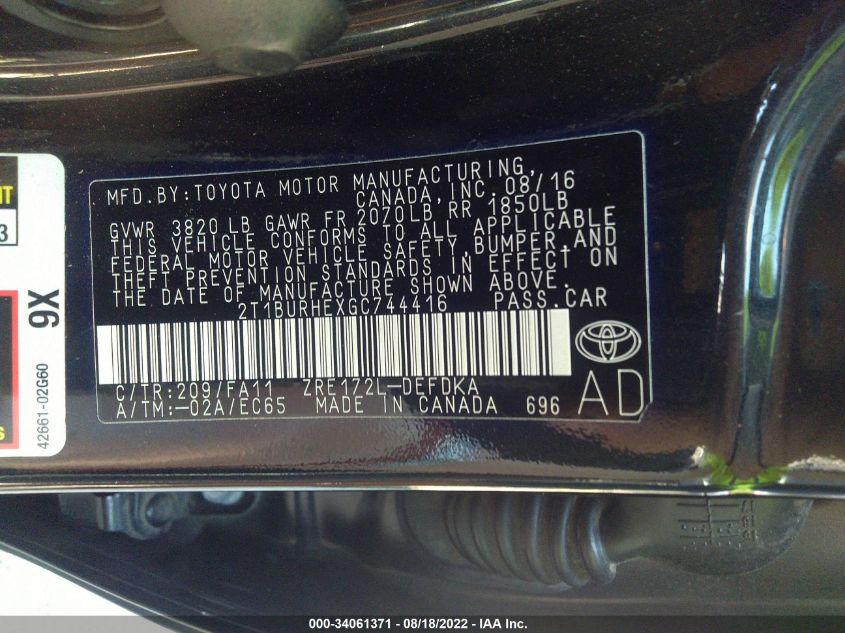 MFD.BY:TOYOTA MOTOR MANUFACTURING,
CANADA, INC. 08/16
GVWR 3820 LB GAWR FR 2070LB RR 1850LB
THIS VEHICLE CONFORMS TO ALL APPLICABLE
FEDERAL MOTOR VEHICLE SAFETY, BUMPER, AND
THEFT PREVENTION STANDARDS IN EFFECT ON
THE DATE OF MANUFACTURE SHOWN ABOVE.
2T1BURHEXGC744416 PASS.CAR
C/TR:209/FA11 ZRE172L-DEFDKA
A/TM:-02A/EC65 MADE IN CANADA 696
AD
3
9X
42661-02G60
000-34061371 - 08/18/2022 - IAA Inc.